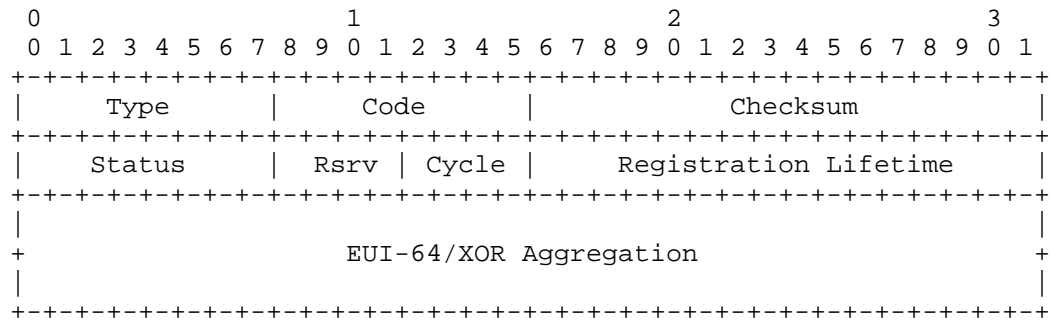 0                   1                   2                   3
 0 1 2 3 4 5 6 7 8 9 0 1 2 3 4 5 6 7 8 9 0 1 2 3 4 5 6 7 8 9 0 1
+-+-+-+-+-+-+-+-+-+-+-+-+-+-+-+-+-+-+-+-+-+-+-+-+-+-+-+-+-+-+-+-+
|     Type      |     Code      |            Checksum           |
+-+-+-+-+-+-+-+-+-+-+-+-+-+-+-+-+-+-+-+-+-+-+-+-+-+-+-+-+-+-+-+-+
|    Status     |  Rsrv | Cycle |     Registration Lifetime     |
+-+-+-+-+-+-+-+-+-+-+-+-+-+-+-+-+-+-+-+-+-+-+-+-+-+-+-+-+-+-+-+-+
|                                                               |
+                    EUI-64/XOR Aggregation                     +
|                                                               |
+-+-+-+-+-+-+-+-+-+-+-+-+-+-+-+-+-+-+-+-+-+-+-+-+-+-+-+-+-+-+-+-+